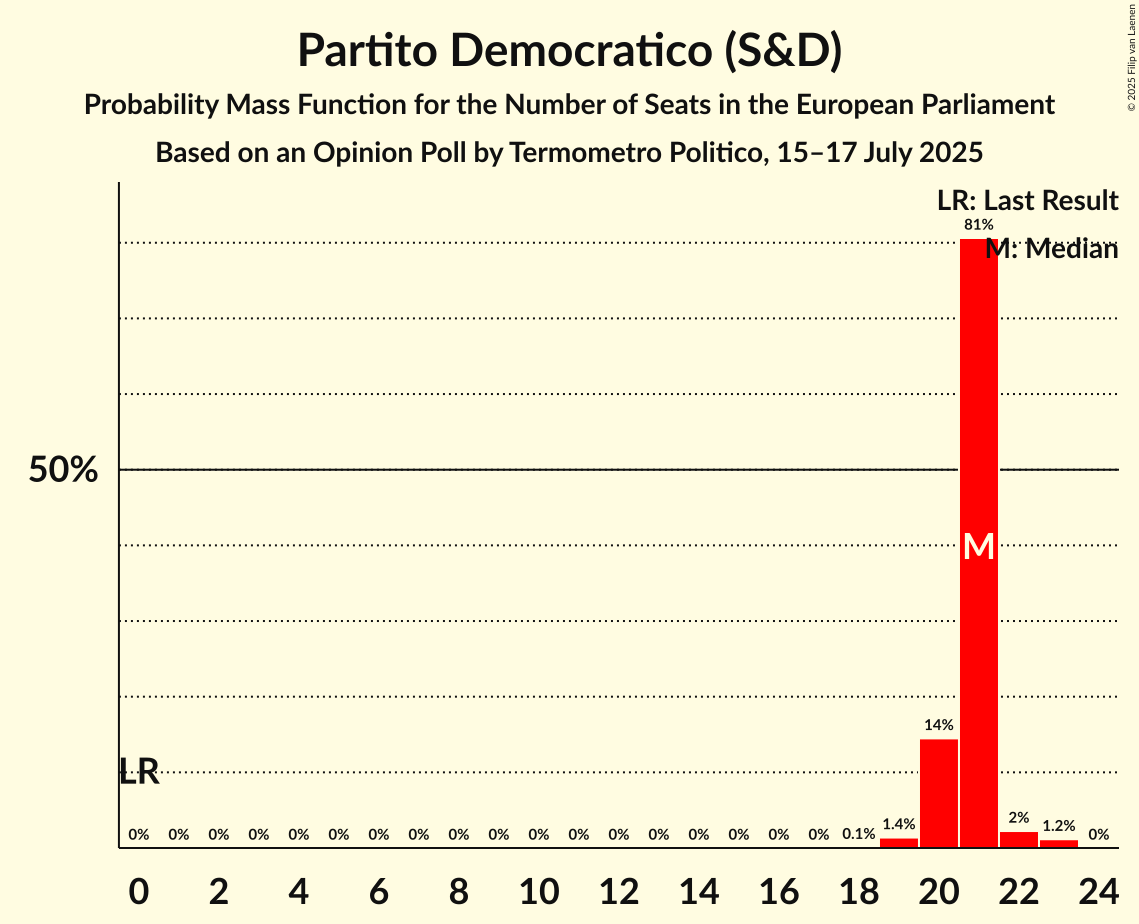 Partito Democratico (S&D)
Probability Mass Function for the Number of Seats in the European Parliament
Based on an Opinion Poll by Termometro Politico, 15–17 July 2025
© 2025 Filip van Laenen
LR: Last Result
M: Median
81%
50%
M
14%
LR
0% 0% 0% 0% 0% 0% 0% 0% 0% 0% 0% 0% 0% 0% 0% 0% 0% 0% 0.1% 1.4% 2% 1.2% 0%
0 2 4 6 8 10 12 14 16 18 20 22 24